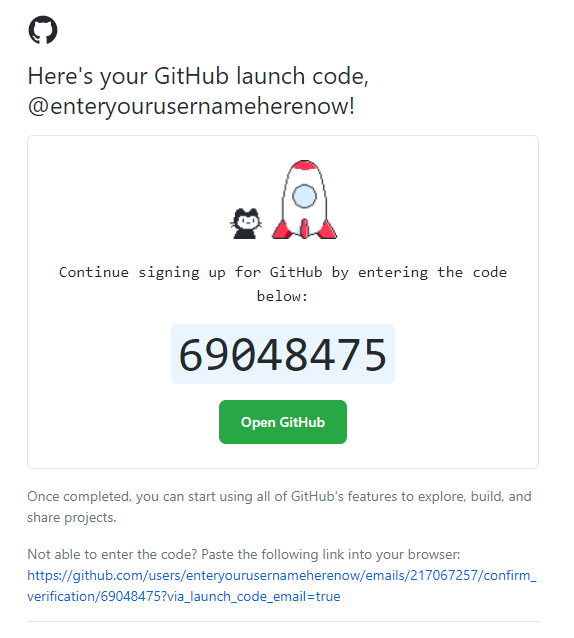 Here's your GitHub launch code,
@enteryourusernameherenow!
Continue signing up for GitHub by entering the code
below:
69048475
Open GitHub
Once completed, you can start using all of GitHub's features to explore, build, and
share projects.
Not able to enter the code? Paste the following link into your browser:
https://github.com/users/enteryourusernameherenow/emails/217067257/confirm_
verification/69048475?via_launch_code_email=true